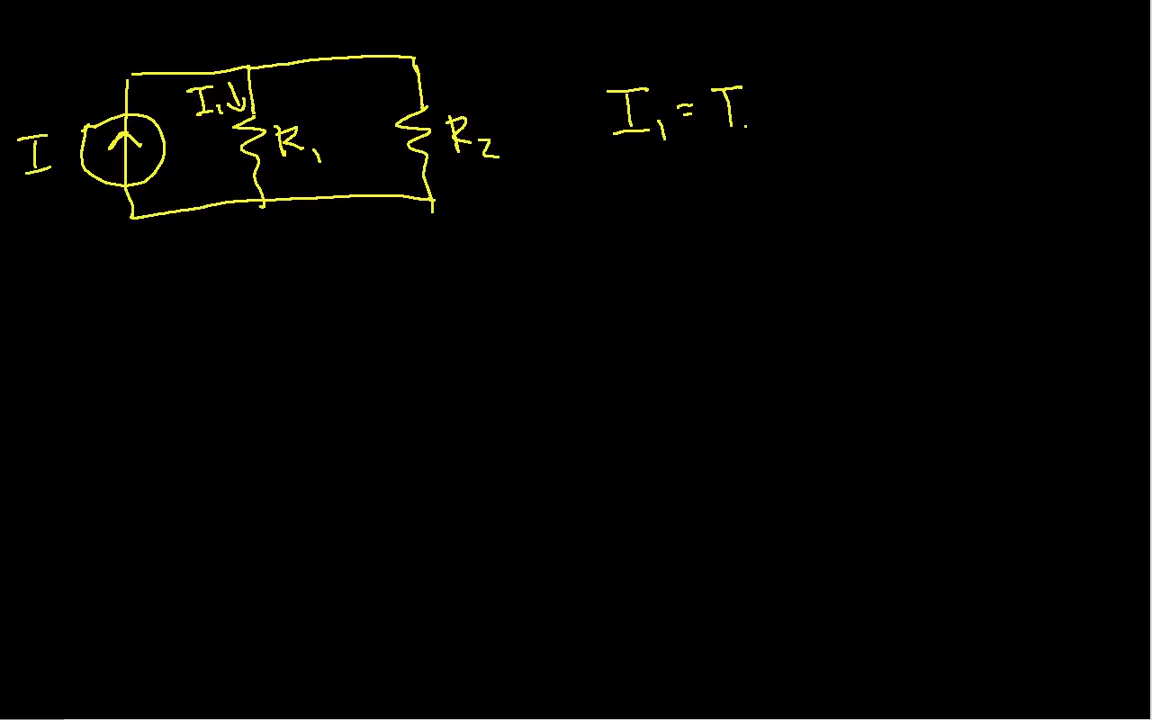 I
I₁
R₁
R₂
I₁ =